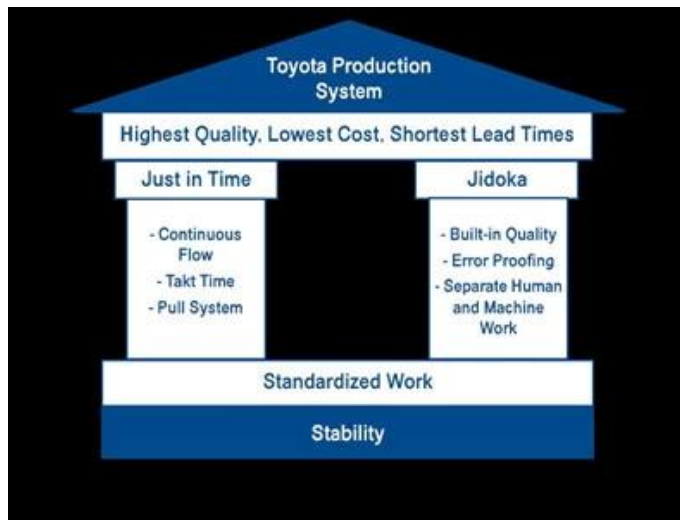 Toyota Production
System
Highest Quality, Lowest Cost, Shortest Lead Times
Just in Time
- Continuous
Flow
- Takt Time
- Pull System
Jidoka
- Built-in Quality
- Error Proofing
- Separate Human
and Machine
Work
Standardized Work
Stability